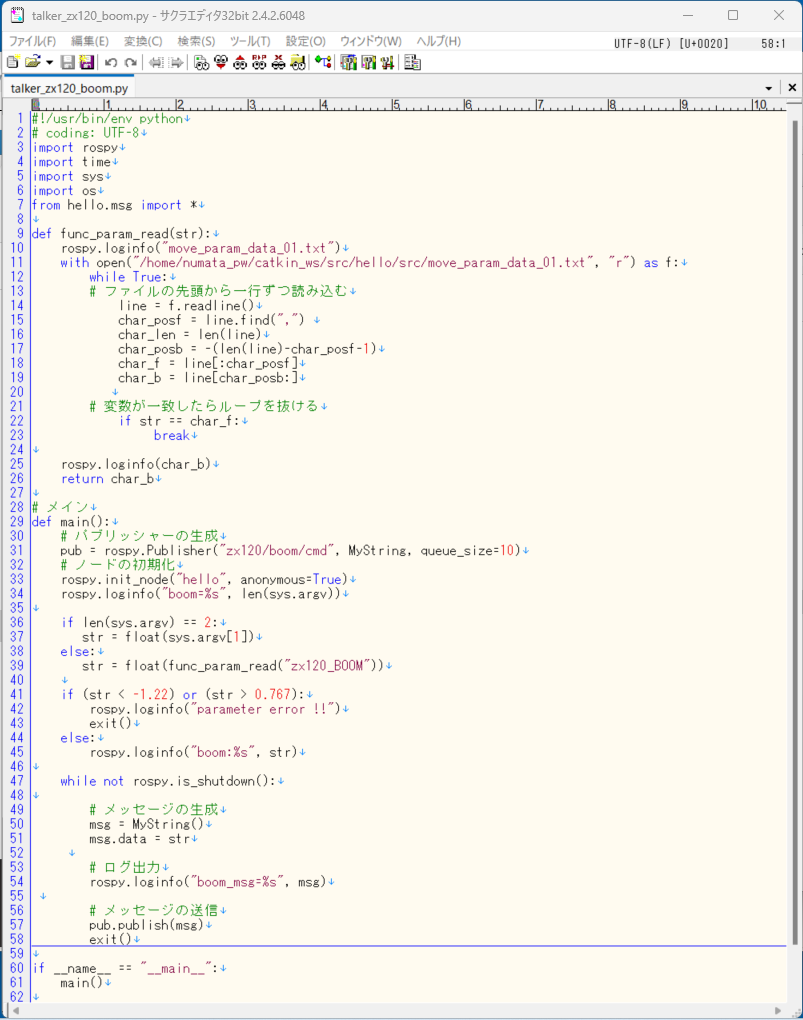 talker_zx120_boom.py - サクラエディタ32bit 2.4.2.6048
ファイル(F) 編集(E) 変換(C) 検索(S) ツール(T) 設定(O) ウィンドウ(W) ヘルプ(H) UTF-8(LF) [U+0020] 58:1
talker_zx120_boom.py
0 1 2 3 4 5 6 7 8 9 10
1 #!/usr/bin/env python↓
2 # coding: UTF-8↓
3 import rospy↓
4 import time↓
5 import sys↓
6 import os↓
7 from hello.msg import *↓
8 ↓
9 def func_param_read(str):↓
10     rospy.loginfo("move_param_data_01.txt")↓
11     with open("/home/numata_pw/catkin_ws/src/hello/src/move_param_data_01.txt", "r") as f:↓
12         while True:↓
13         # ファイルの先頭から一行ずつ読み込む↓
14             line = f.readline()↓
15             char_posf = line.find(",") ↓
16             char_len = len(line)↓
17             char_posb = -(len(line)-char_posf-1)↓
18             char_f = line[:char_posf]↓
19             char_b = line[char_posb:]↓
20            ↓
21         # 変数が一致したらループを抜ける↓
22             if str == char_f:↓
23                  break↓
24 ↓
25     rospy.loginfo(char_b)↓
26     return char_b↓
27 ↓
28 # メイン↓
29 def main():↓
30     # パブリッシャーの生成↓
31     pub = rospy.Publisher("zx120/boom/cmd", MyString, queue_size=10)↓
32     # ノードの初期化↓
33     rospy.init_node("hello", anonymous=True)↓
34     rospy.loginfo("boom=%s", len(sys.argv))↓
35 ↓
36     if len(sys.argv) == 2:↓
37        str = float(sys.argv[1])↓
38     else:↓
39        str = float(func_param_read("zx120_BOOM"))↓
40     ↓
41     if (str < -1.22) or (str > 0.767):↓
42         rospy.loginfo("parameter error !!")↓
43         exit()↓
44     else:↓
45         rospy.loginfo("boom:%s", str)↓
46 ↓
47     while not rospy.is_shutdown():↓
48 ↓
49         # メッセージの生成↓
50         msg = MyString()↓
51         msg.data = str↓
52      ↓
53         # ログ出力↓
54         rospy.loginfo("boom_msg=%s", msg)↓
55  ↓
56         # メッセージの送信↓
57         pub.publish(msg)↓
58         exit()↓
59 ↓
60 if __name__ == "__main__":↓
61     main()↓
62 ↓